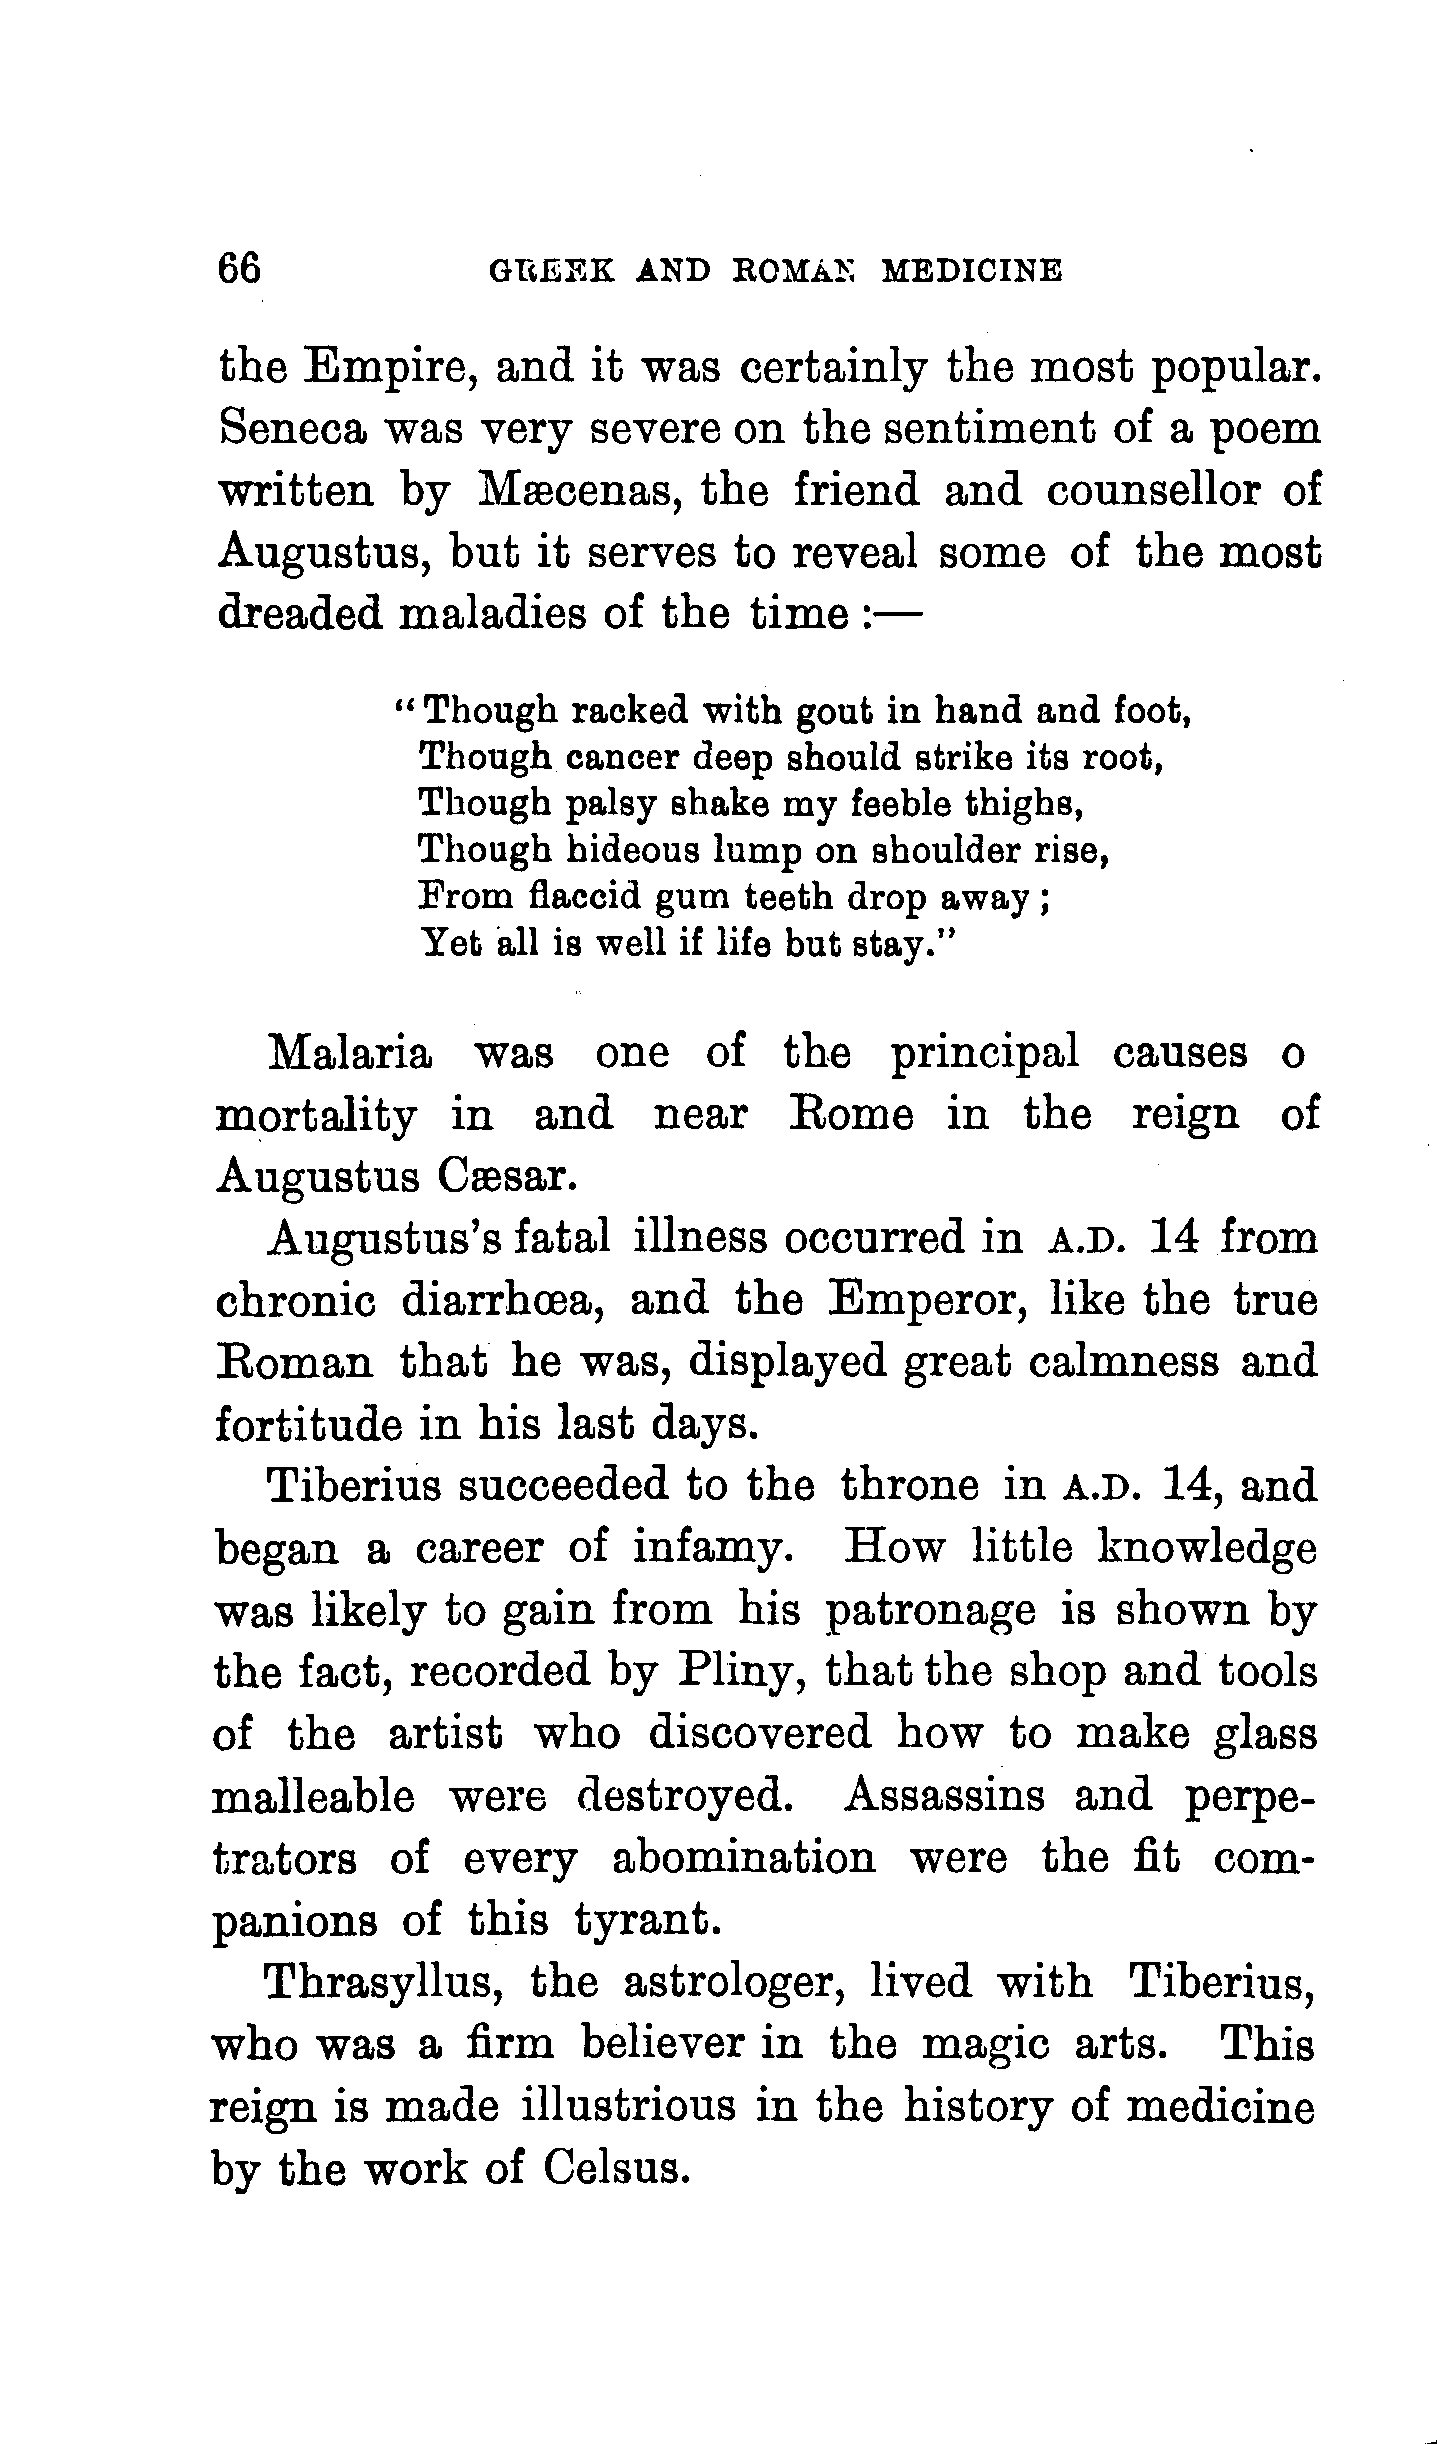 66 GREEK AND ROMAN MEDICINE
the Empire, and it was certainly the most popular.
Seneca was very severe on the sentiment of a poem
written by Mæcenas, the friend and counsellor of
Augustus, but it serves to reveal some of the most
dreaded maladies of the time :—
“Though racked with gout in hand and foot,
Though cancer deep should strike its root,
Though palsy shake my feeble thighs,
Though hideous lump on shoulder rise,
From flaccid gum teeth drop away ;
Yet all is well if life but stay.”
Malaria was one of the principal causes o
mortality in and near Rome in the reign of
Augustus Cæsar.
Augustus’s fatal illness occurred in A.D. 14 from
chronic diarrhœa, and the Emperor, like the true
Roman that he was, displayed great calmness and
fortitude in his last days.
Tiberius succeeded to the throne in A.D. 14, and
began a career of infamy. How little knowledge
was likely to gain from his patronage is shown by
the fact, recorded by Pliny, that the shop and tools
of the artist who discovered how to make glass
malleable were destroyed. Assassins and perpe-
trators of every abomination were the fit com-
panions of this tyrant.
Thrasyllus, the astrologer, lived with Tiberius,
who was a firm believer in the magic arts. This
reign is made illustrious in the history of medicine
by the work of Celsus.